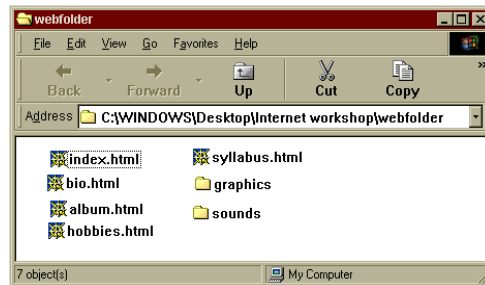 webfolder
File Edit View Go Favorites Help
Back Forward Up Cut Copy »
Address C:\WINDOWS\Desktop\Internet workshop\webfolder
index.html syllabus.html
bio.html graphics
album.html sounds
hobbies.html
7 object(s) My Computer